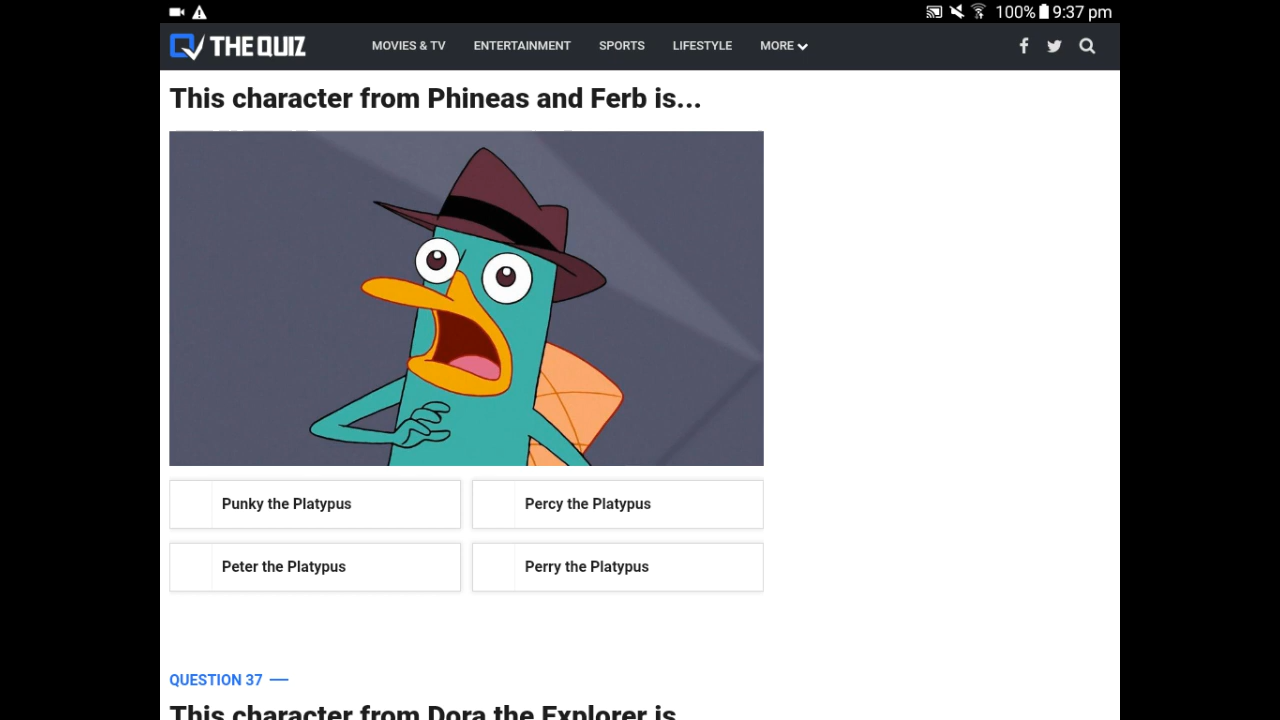 100% 9:37 pm
THE QUIZ MOVIES & TV ENTERTAINMENT SPORTS LIFESTYLE MORE
This character from Phineas and Ferb is...
Punky the Platypus Percy the Platypus
Peter the Platypus Perry the Platypus
QUESTION 37
This character from Dora the Explorer is